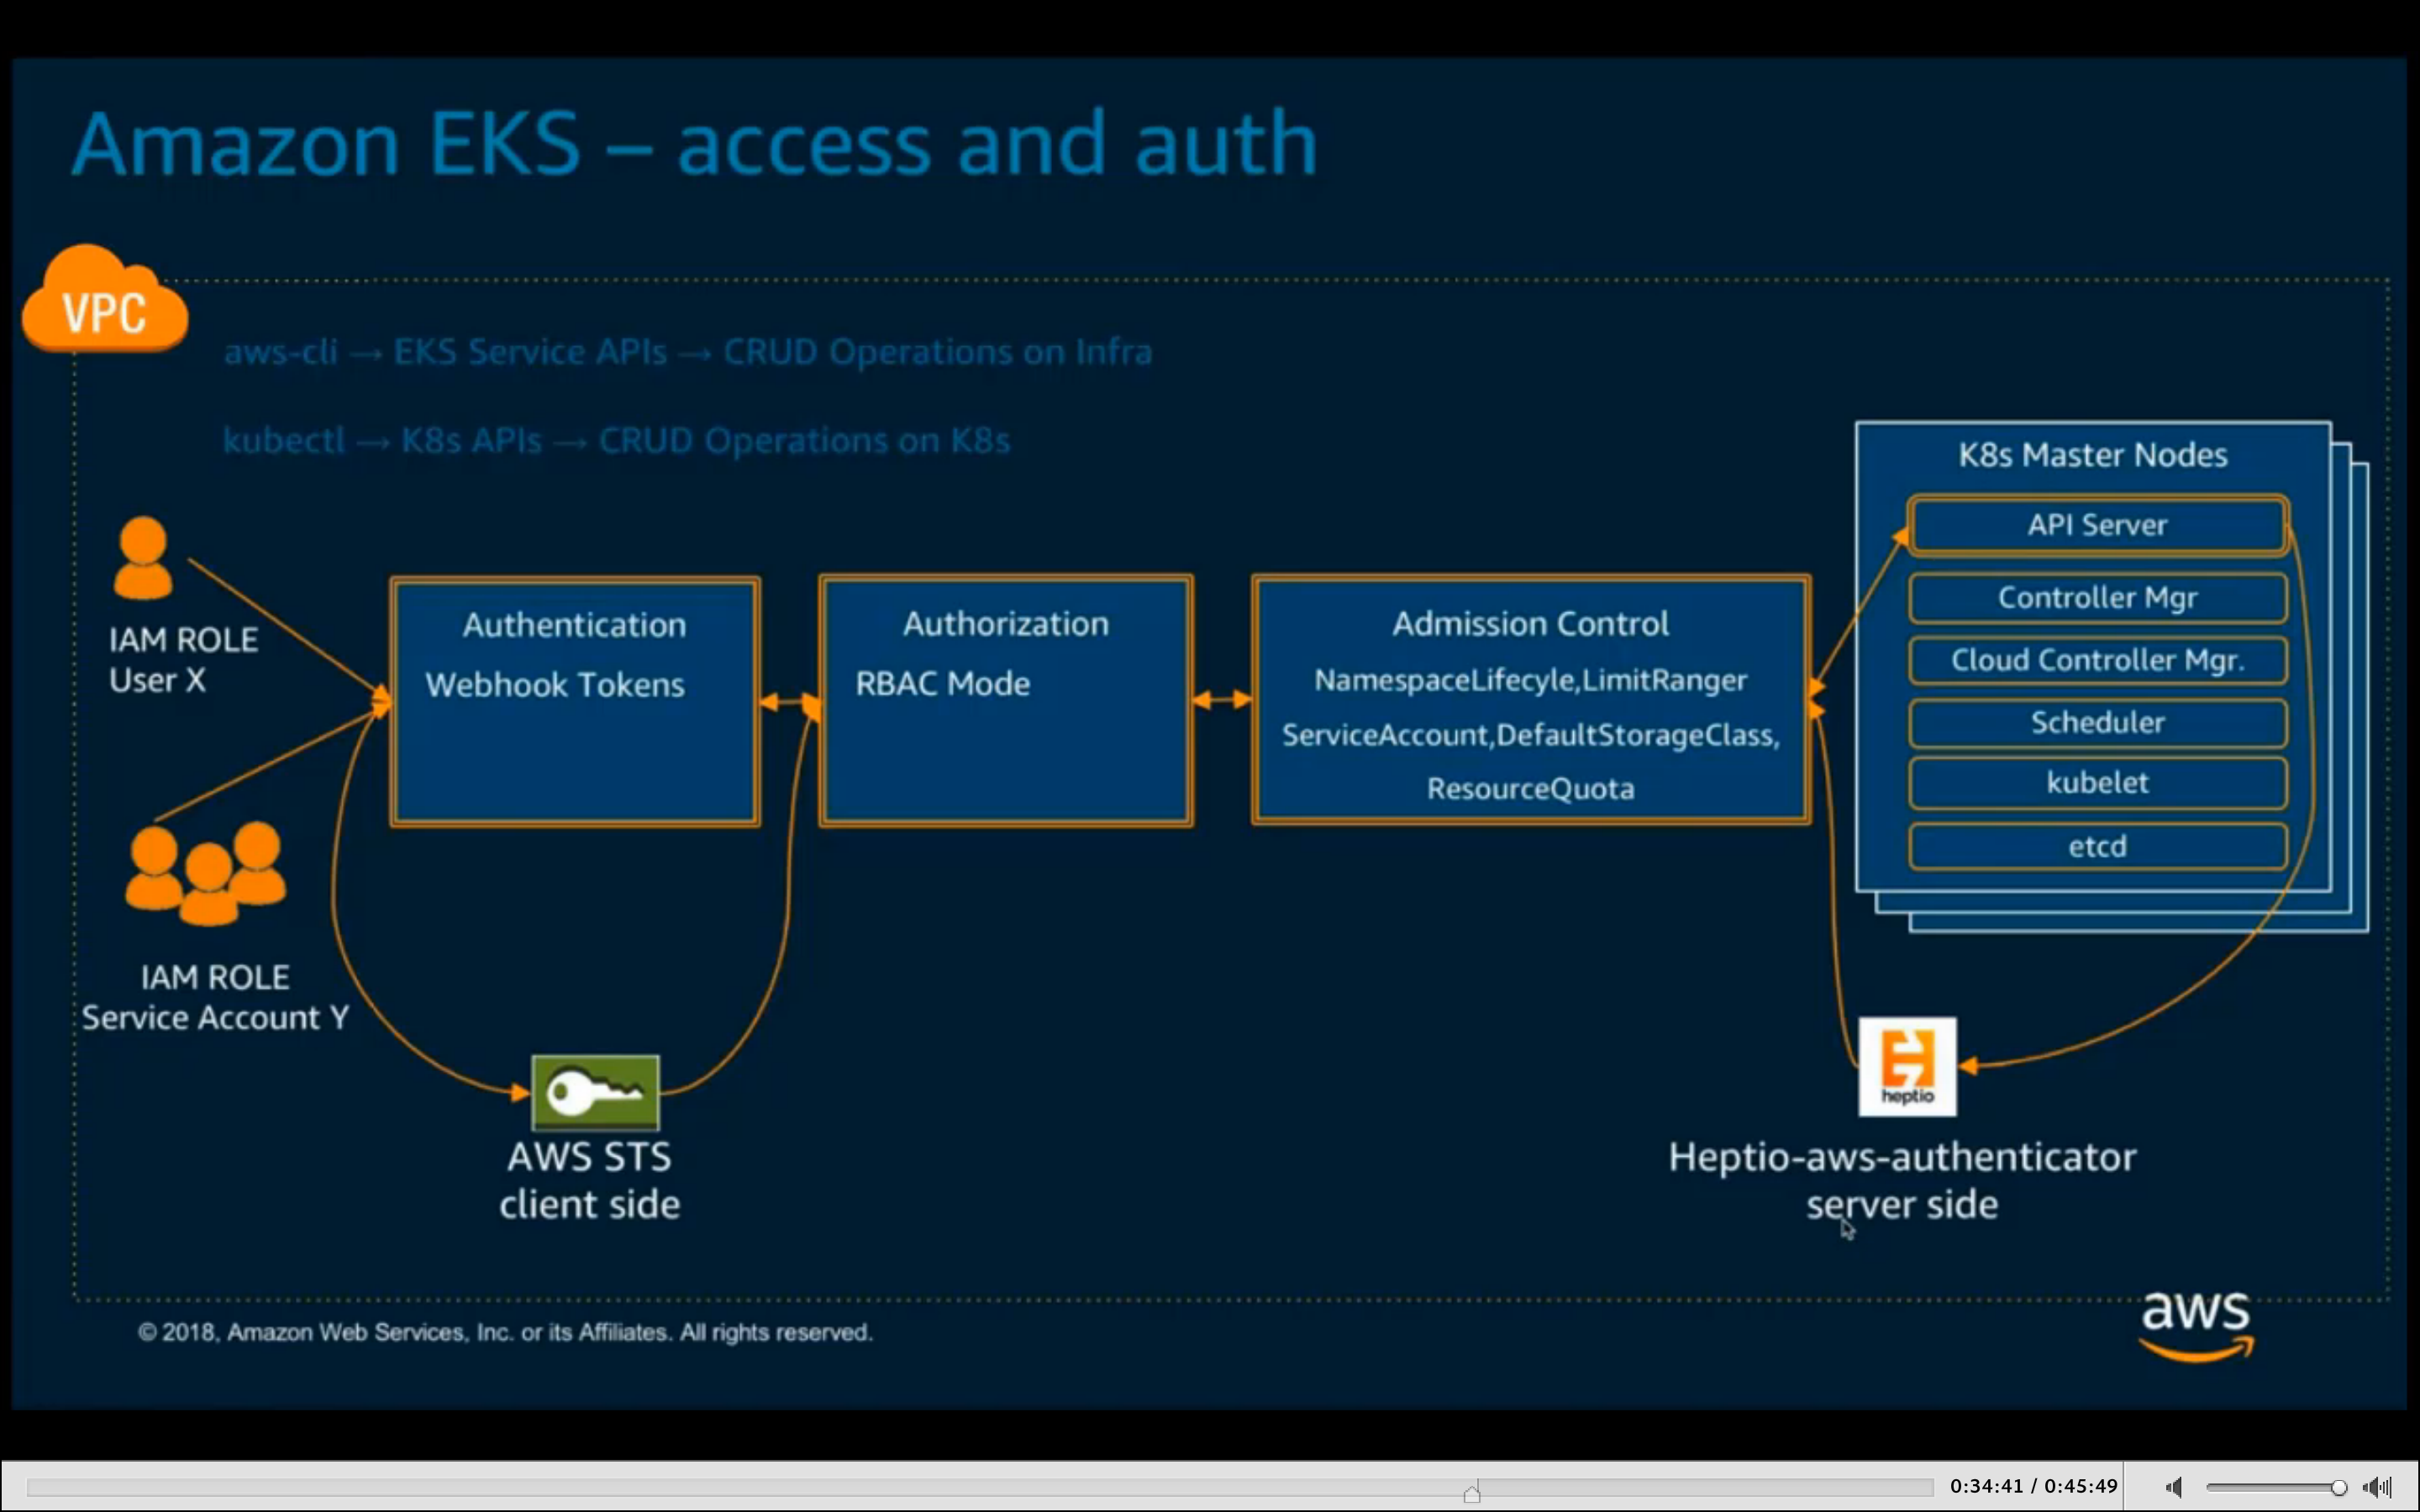 Amazon EKS – access and auth
VPC
aws-cli → EKS Service APIs → CRUD Operations on Infra
kubectl → K8s APIs → CRUD Operations on K8s
IAM ROLE
User X
IAM ROLE
Service Account Y
Authentication
Webhook Tokens
Authorization
RBAC Mode
Admission Control
NamespaceLifecyle,LimitRanger
ServiceAccount,DefaultStorageClass,
ResourceQuota
K8s Master Nodes
API Server
Controller Mgr
Cloud Controller Mgr.
Scheduler
kubelet
etcd
AWS STS
client side
heptio
Heptio-aws-authenticator
server side
© 2018, Amazon Web Services, Inc. or its Affiliates. All rights reserved.
aws
0:34:41 / 0:45:49